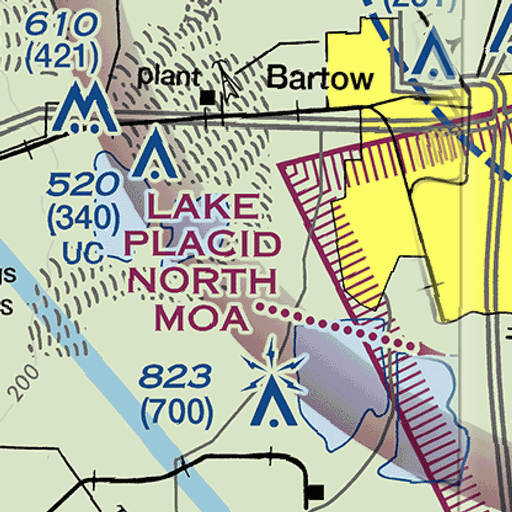 610
(421)
plant
Bartow
520
(340)
UC
LAKE
PLACID
NORTH
MOA
823
(700)
200